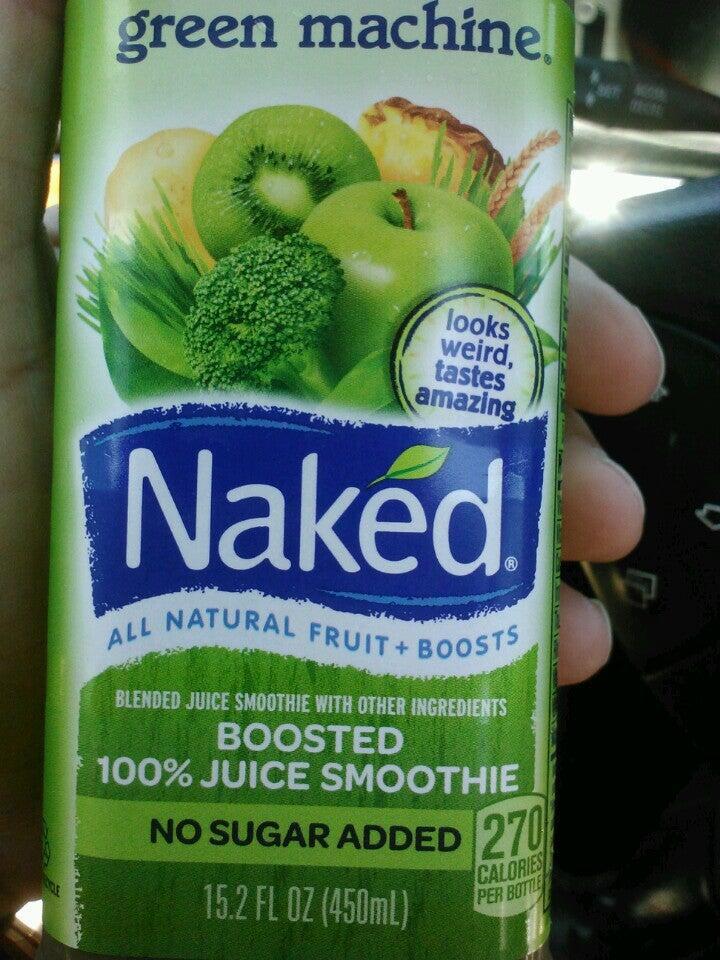 green machine®
looks
weird,
tastes
amazing
Naked®
ALL NATURAL FRUIT + BOOSTS
BLENDED JUICE SMOOTHIE WITH OTHER INGREDIENTS
BOOSTED
100% JUICE SMOOTHIE
NO SUGAR ADDED
270
CALORIES
PER BOTTLE
15.2 FL OZ (450mL)